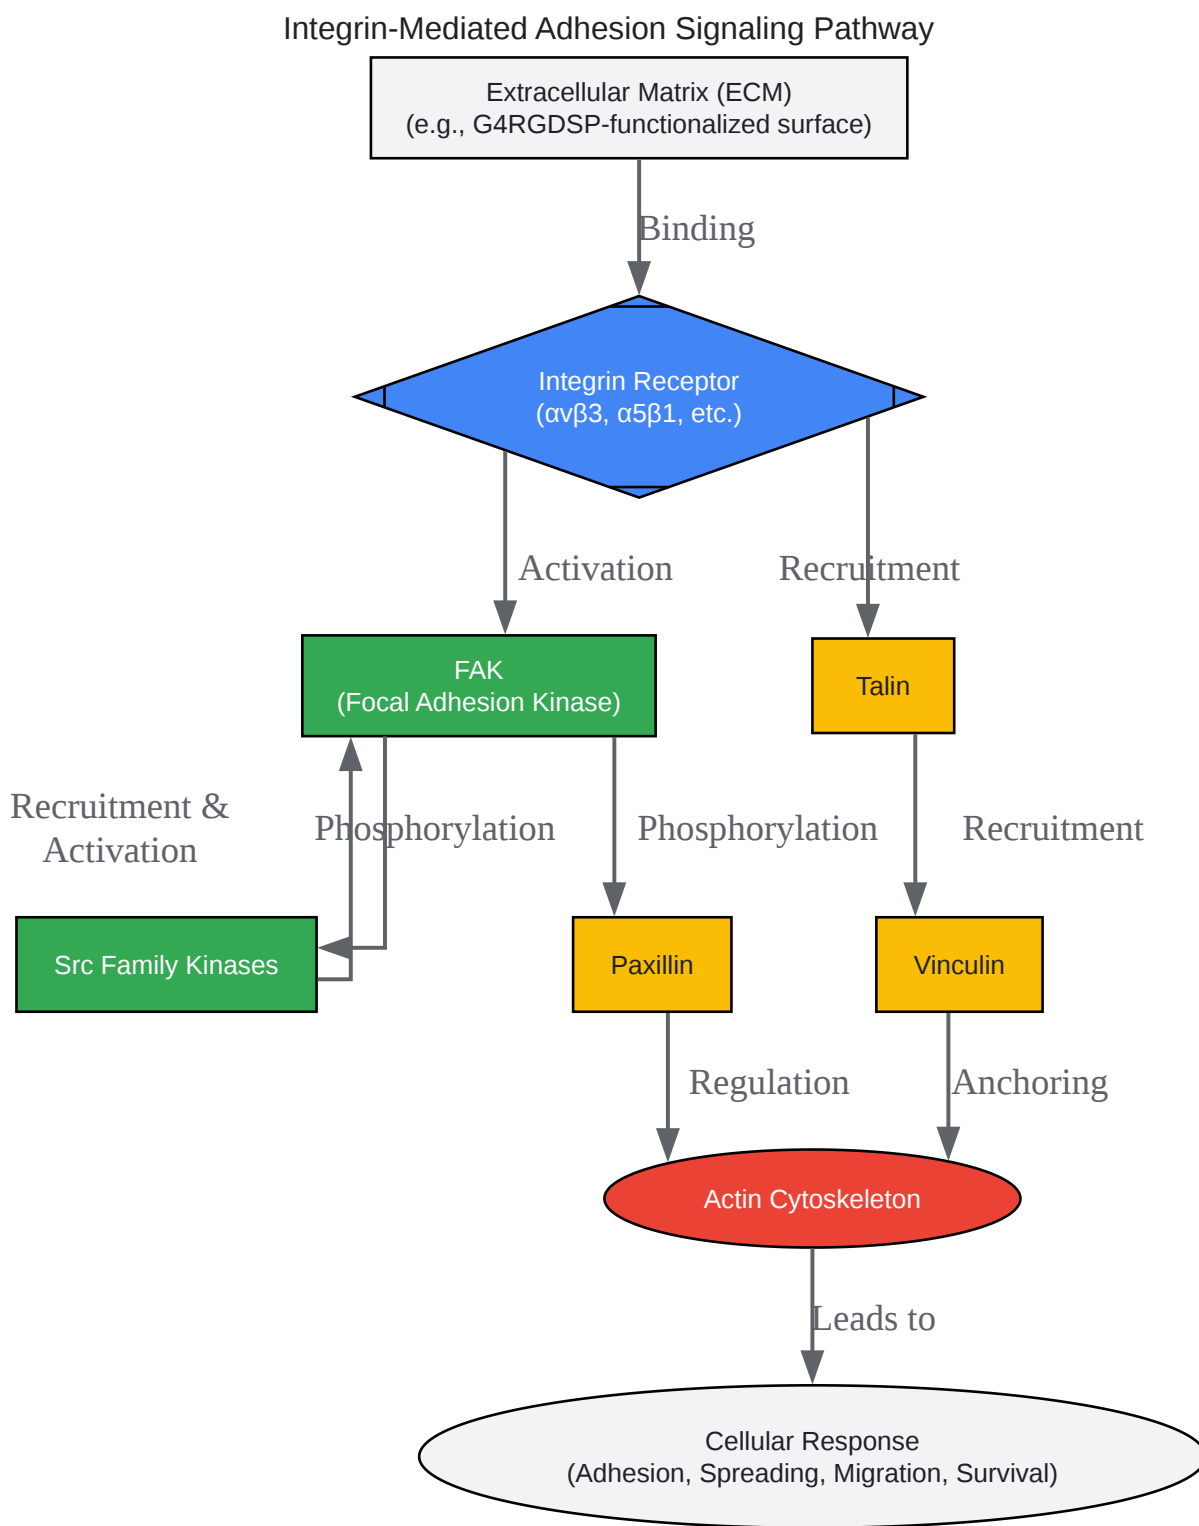 Integrin-Mediated Adhesion Signaling Pathway
Extracellular Matrix (ECM)
(e.g., G4RGDSP-functionalized surface)
Binding
Integrin Receptor
(αvβ3, α5β1, etc.)
Activation
Recruitment
FAK
(Focal Adhesion Kinase)
Talin
Recruitment &
Activation
Phosphorylation
Phosphorylation
Recruitment
Src Family Kinases
Paxillin
Vinculin
Regulation
Anchoring
Actin Cytoskeleton
Leads to
Cellular Response
(Adhesion, Spreading, Migration, Survival)